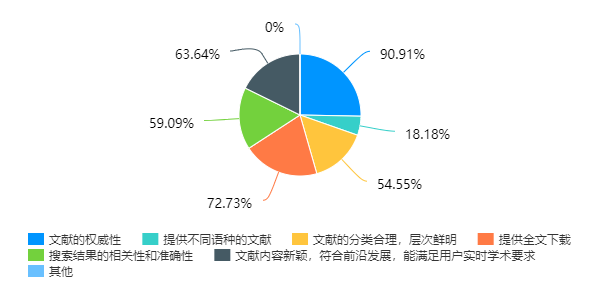 0%
63.64%
90.91%
59.09%
18.18%
72.73%
54.55%
文献的权威性 提供不同语种的文献 文献的分类合理，层次鲜明 提供全文下载
搜索结果的相关性和准确性 文献内容新颖，符合前沿发展，能满足用户实时学术要求
其他